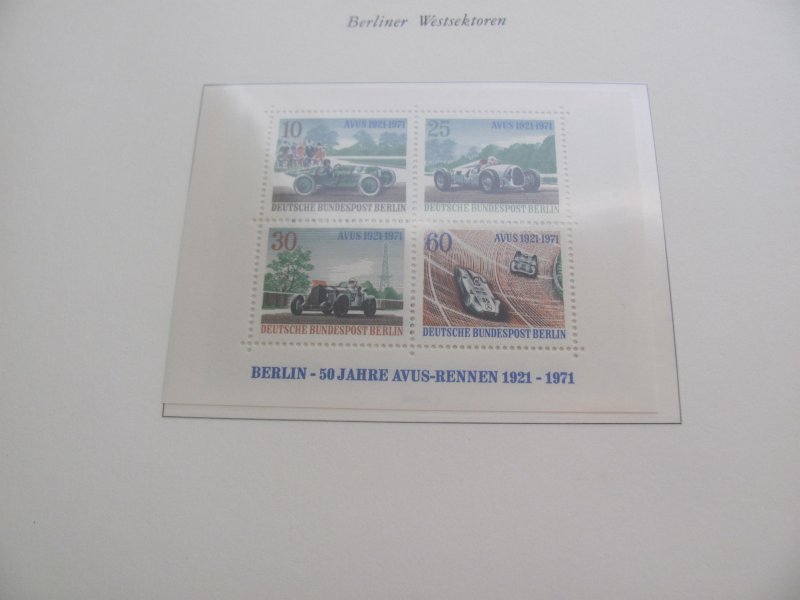 Berliner Westsektoren
10 AVUS 1921-1971
DEUTSCHE BUNDESPOST BERLIN
25 AVUS 1921-1971
DEUTSCHE BUNDESPOST BERLIN
30 AVUS 1921-1971
DEUTSCHE BUNDESPOST BERLIN
60 AVUS 1921-1971
DEUTSCHE BUNDESPOST BERLIN
BERLIN - 50 JAHRE AVUS-RENNEN 1921 - 1971